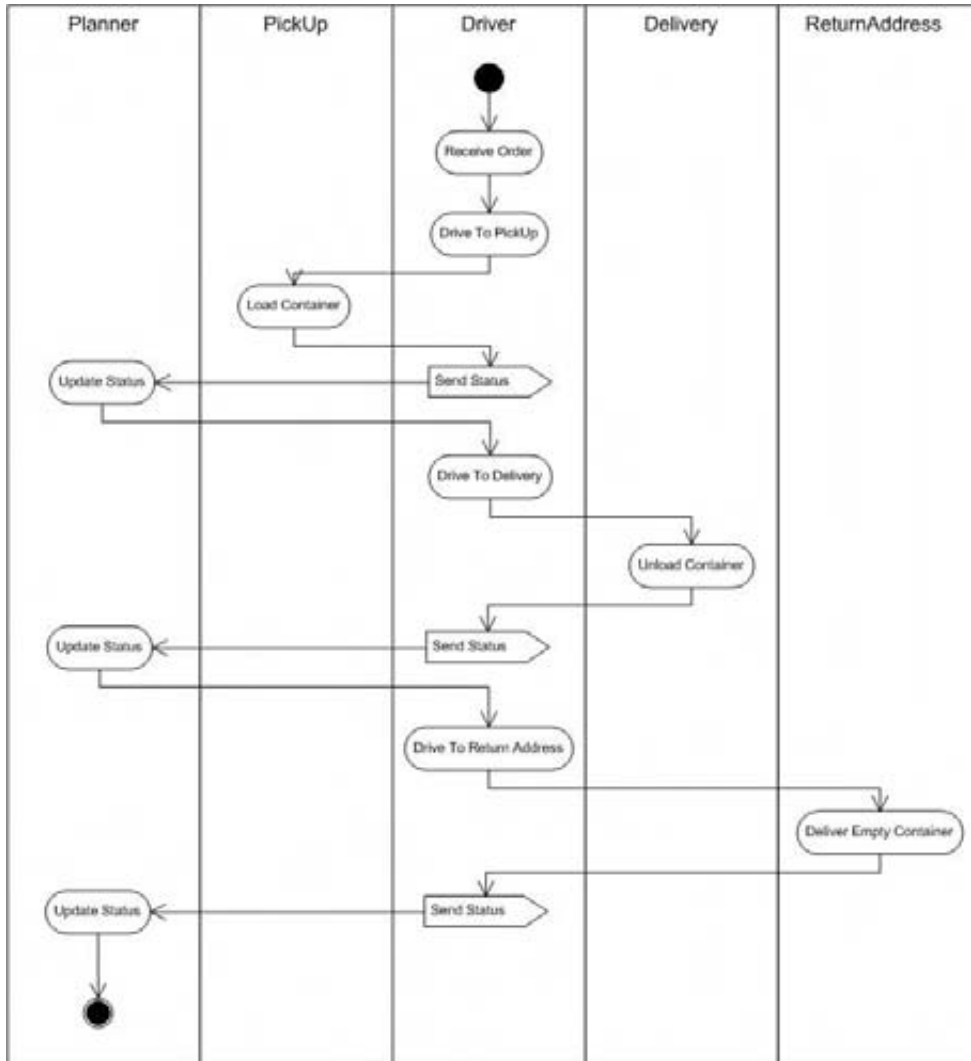 Planner
PickUp
Driver
Delivery
ReturnAddress
Receive Order
Drive To PickUp
Load Container
Update Status
Send Status
Drive To Delivery
Unload Container
Update Status
Send Status
Drive To Return Address
Deliver Empty Container
Update Status
Send Status